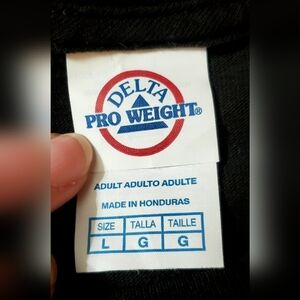 DELTA
PRO WEIGHT®
ADULT ADULTO ADULTE
MADE IN HONDURAS
SIZE TALLA TAILLE
L G G